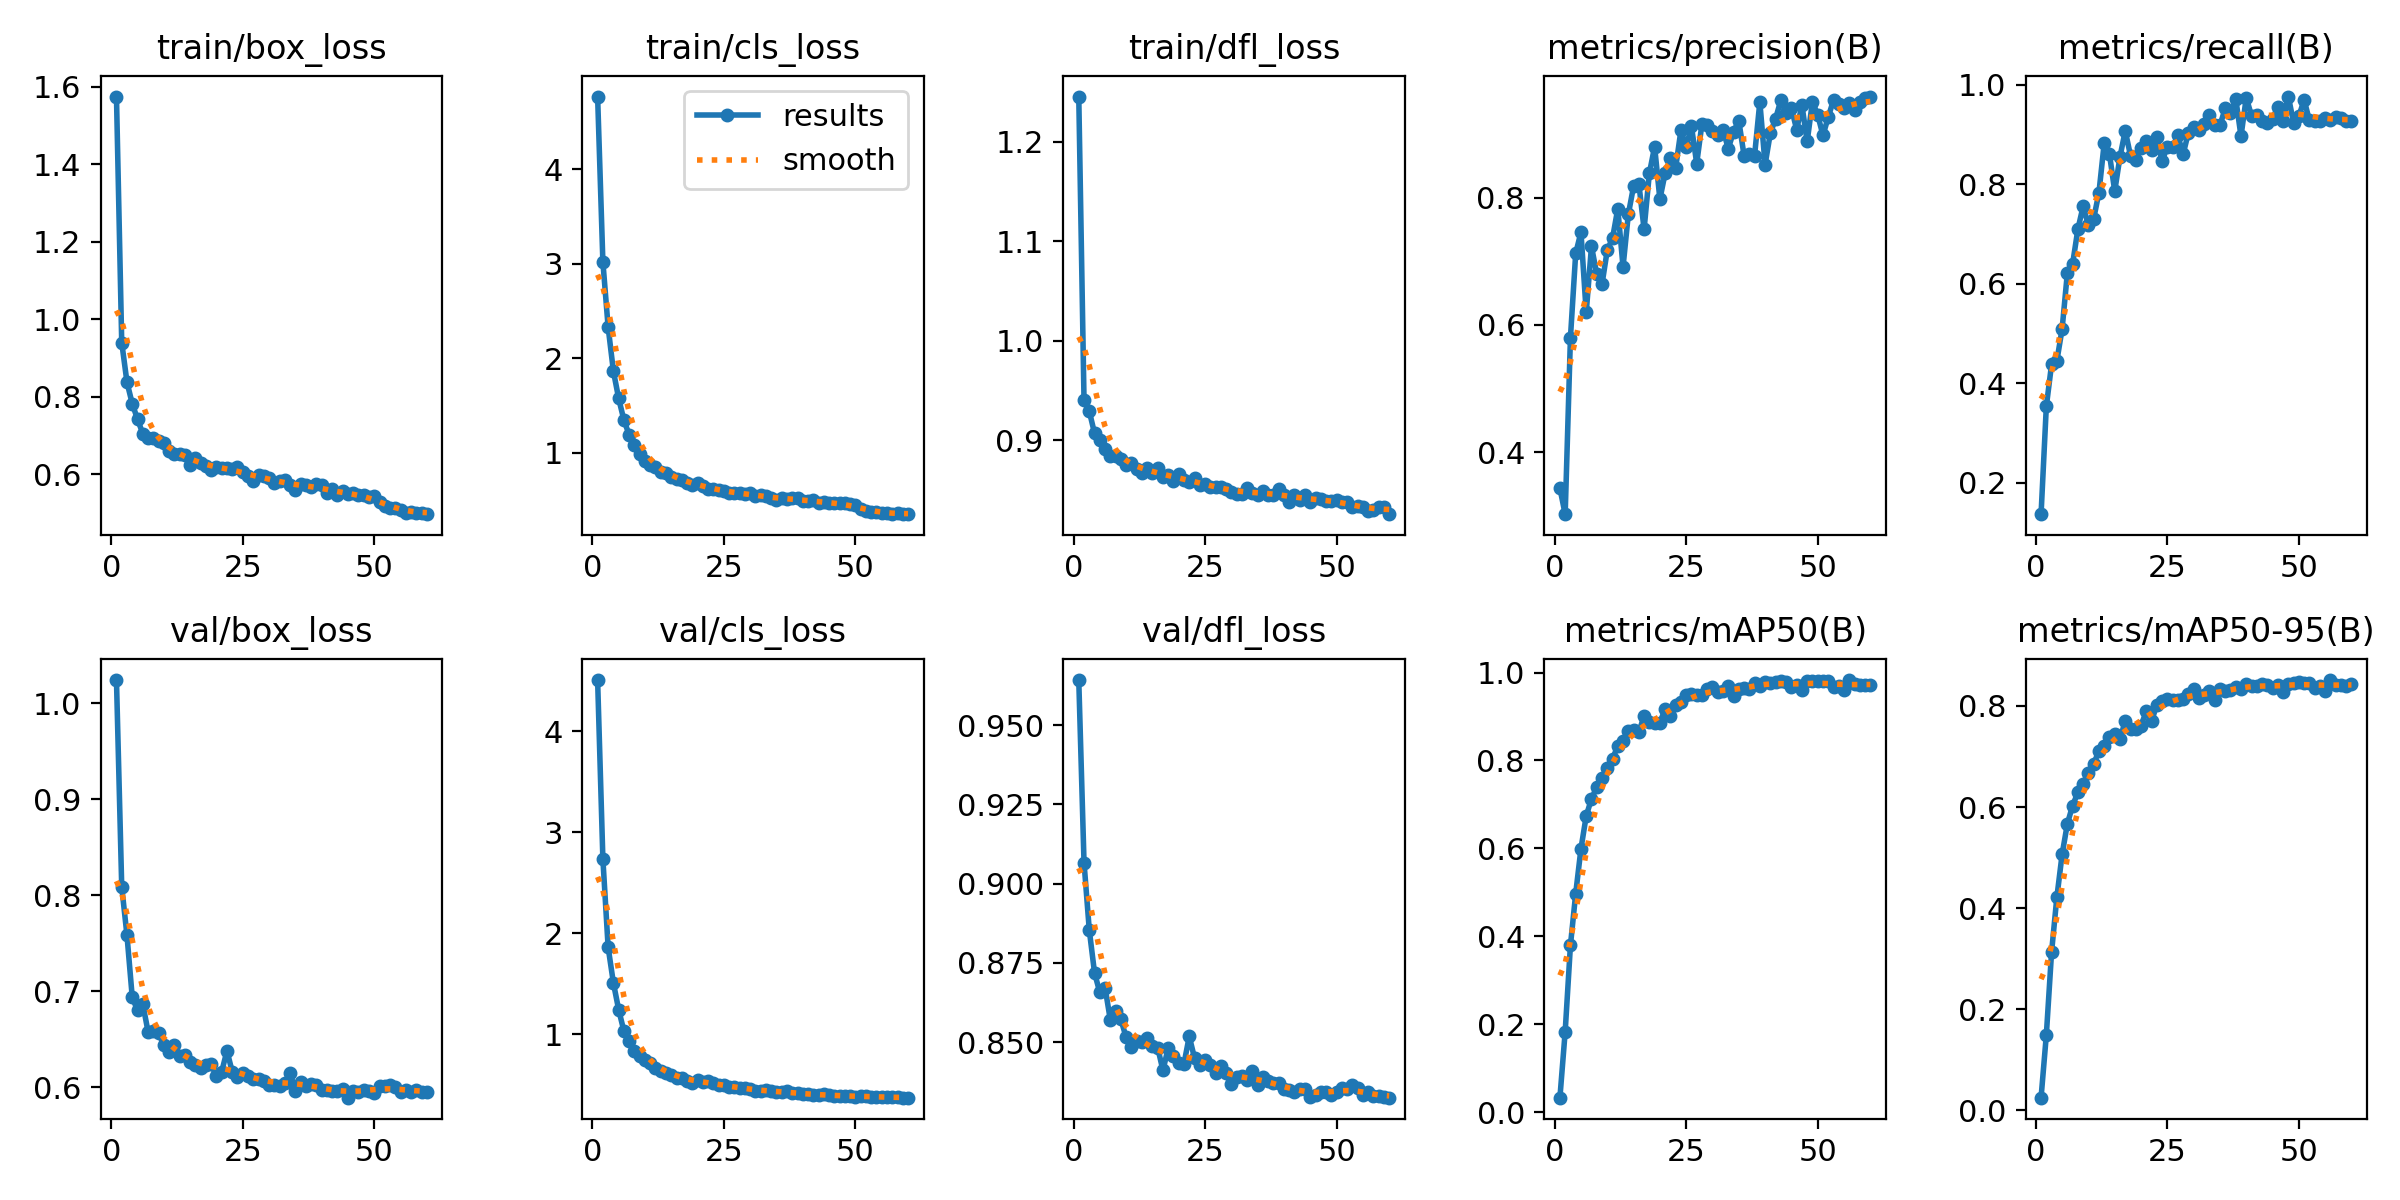 train/box_loss
1.6
1.4
1.2
1.0
0.8
0.6
0 25 50
train/cls_loss
results
smooth
4
3
2
1
0 25 50
train/dfl_loss
1.2
1.1
1.0
0.9
0 25 50
metrics/precision(B)
0.8
0.6
0.4
0 25 50
metrics/recall(B)
1.0
0.8
0.6
0.4
0.2
0 25 50
val/box_loss
1.0
0.9
0.8
0.7
0.6
0 25 50
val/cls_loss
4
3
2
1
0 25 50
val/dfl_loss
0.950
0.925
0.900
0.875
0.850
0 25 50
metrics/mAP50(B)
1.0
0.8
0.6
0.4
0.2
0.0
0 25 50
metrics/mAP50-95(B)
0.8
0.6
0.4
0.2
0.0
0 25 50